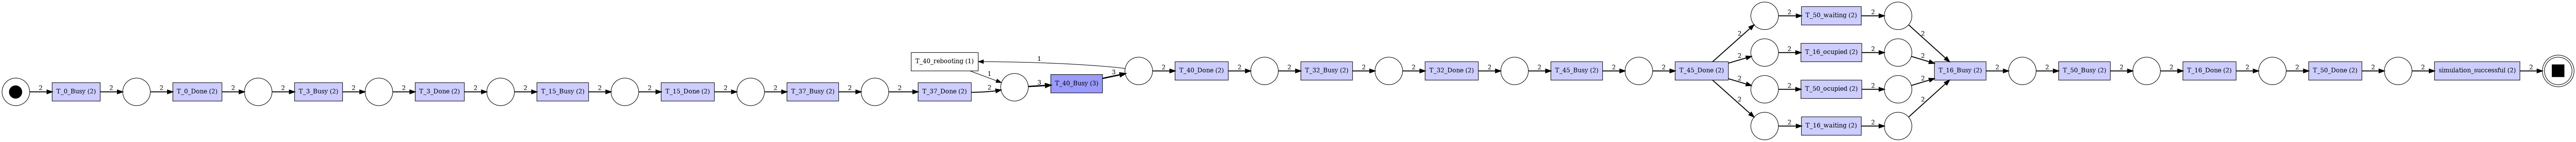 2
T_0_Busy (2)
2
2
T_0_Done (2)
2
2
T_3_Busy (2)
2
2
T_3_Done (2)
2
2
T_15_Busy (2)
2
2
T_15_Done (2)
2
2
T_37_Busy (2)
2
2
T_37_Done (2)
2
T_40_rebooting (1)
1
1
3
T_40_Busy (3)
3
2
T_40_Done (2)
2
2
T_32_Busy (2)
2
2
T_32_Done (2)
2
2
T_45_Busy (2)
2
2
T_45_Done (2)
2
2
2
2
2
T_50_waiting (2)
2
2
T_16_ocupied (2)
2
2
T_50_ocupied (2)
2
2
T_16_waiting (2)
2
2
2
2
2
T_16_Busy (2)
2
2
T_50_Busy (2)
2
2
T_16_Done (2)
2
2
T_50_Done (2)
2
2
simulation_successful (2)
2